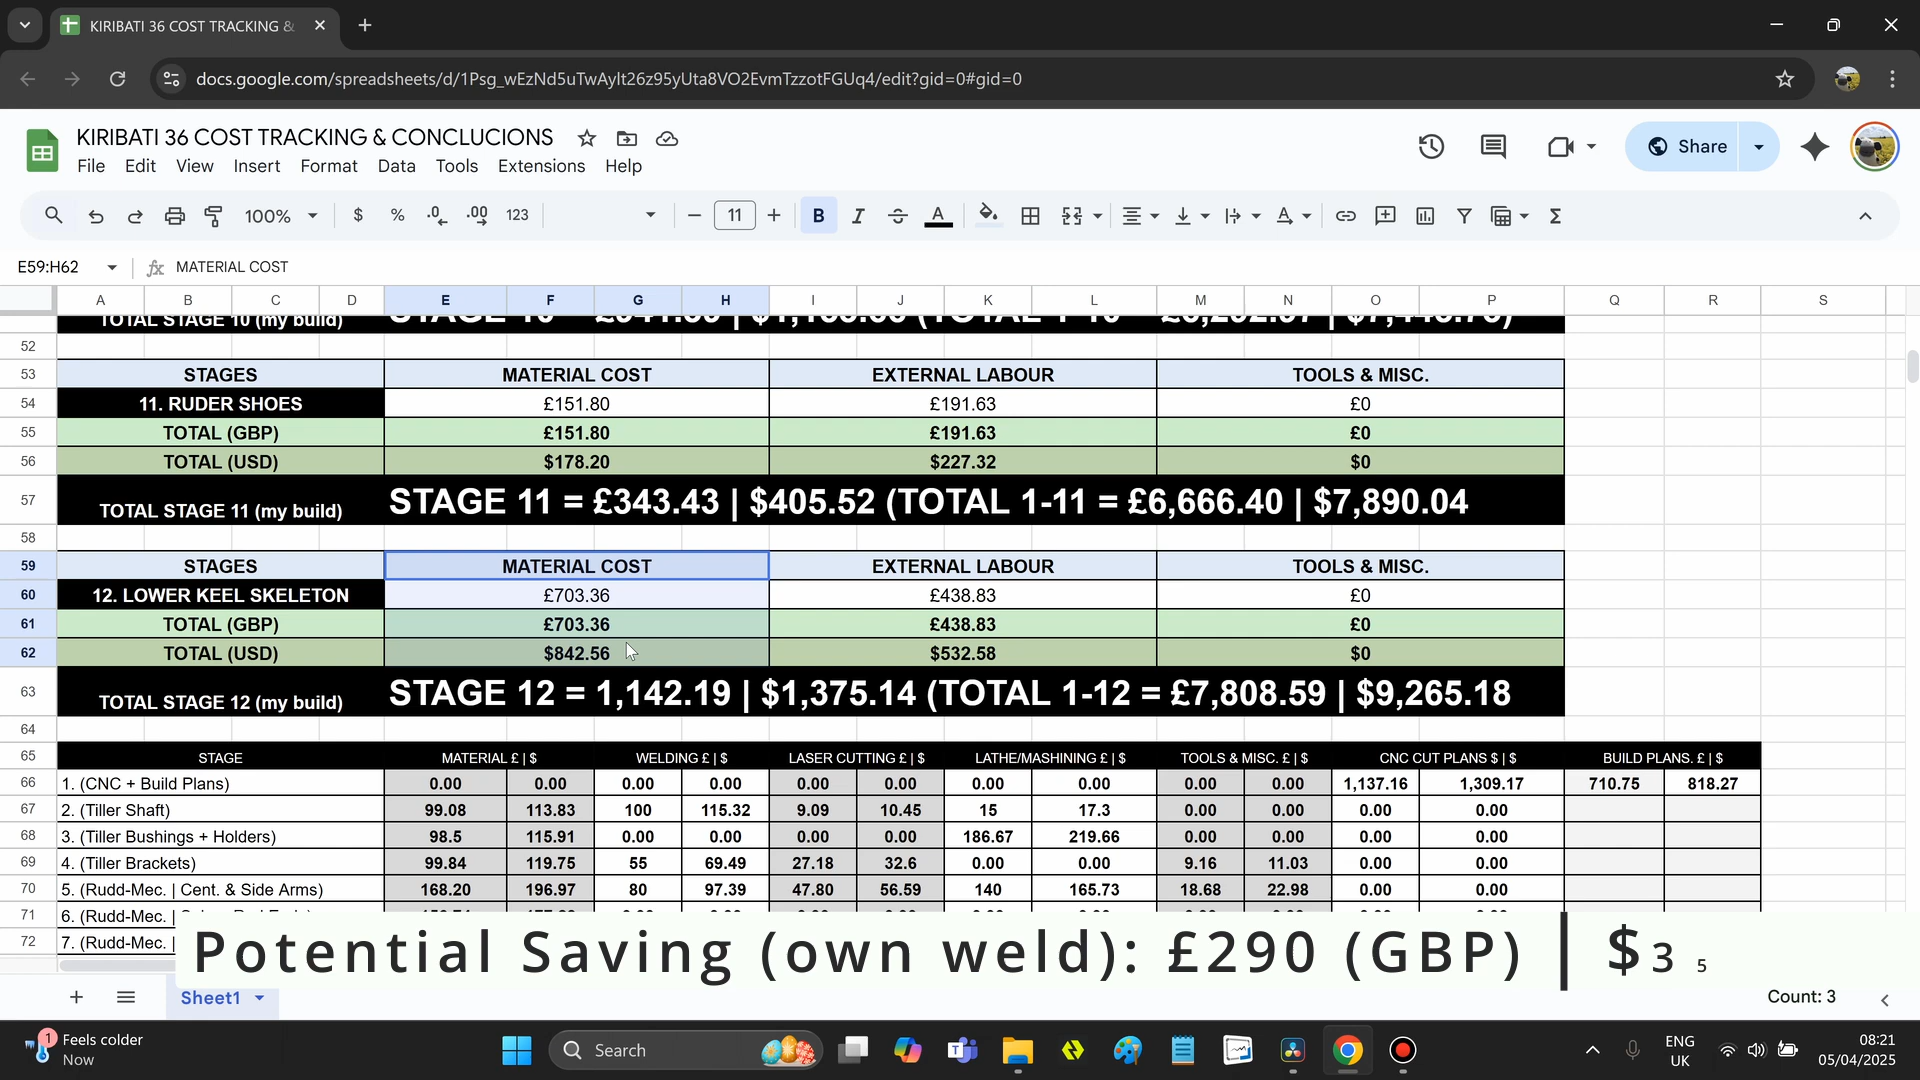 KIRIBATI 36 COST TRACKING &
docs.google.com/spreadsheets/d/1Psg_wEzNd5uTwAylt26z95yUta8VO2EvmTzzotFGUq4/edit?gid=0#gid=0
KIRIBATI 36 COST TRACKING & CONCLUCIONS
Share
File Edit View Insert Format Data Tools Extensions Help
100% $ % .0 .00 123 11 B I
E59:H62 fx MATERIAL COST
A B C D E F G H I J K L M N O P Q R S
TOTAL STAGE 10 (my build)
52
53 STAGES MATERIAL COST EXTERNAL LABOUR TOOLS & MISC.
54 11. RUDER SHOES £151.80 £191.63 £0
55 TOTAL (GBP) £151.80 £191.63 £0
56 TOTAL (USD) $178.20 $227.32 $0
57 TOTAL STAGE 11 (my build) STAGE 11 = £343.43 | $405.52 (TOTAL 1-11 = £6,666.40 | $7,890.04
58
59 STAGES MATERIAL COST EXTERNAL LABOUR TOOLS & MISC.
60 12. LOWER KEEL SKELETON £703.36 £438.83 £0
61 TOTAL (GBP) £703.36 £438.83 £0
62 TOTAL (USD) $842.56 $532.58 $0
63 TOTAL STAGE 12 (my build) STAGE 12 = 1,142.19 | $1,375.14 (TOTAL 1-12 = £7,808.59 | $9,265.18
64
65 STAGE MATERIAL £ | $ WELDING £ | $ LASER CUTTING £ | $ LATHE/MASHINING £ | $ TOOLS & MISC. £ | $ CNC CUT PLANS $ | $ BUILD PLANS. £ | $
66 1. (CNC + Build Plans) 0.00 0.00 0.00 0.00 0.00 0.00 0.00 0.00 0.00 0.00 1,137.16 1,309.17 710.75 818.27
67 2. (Tiller Shaft) 99.08 113.83 100 115.32 9.09 10.45 15 17.3 0.00 0.00 0.00 0.00
68 3. (Tiller Bushings + Holders) 98.5 115.91 0.00 0.00 0.00 0.00 186.67 219.66 0.00 0.00 0.00 0.00
69 4. (Tiller Brackets) 99.84 119.75 55 69.49 27.18 32.6 0.00 0.00 9.16 11.03 0.00 0.00
70 5. (Rudd-Mec. | Cent. & Side Arms) 168.20 196.97 80 97.39 47.80 56.59 140 165.73 18.68 22.98 0.00 0.00
71 6. (Rudd-Mec. |
72 7. (Rudd-Mec. |
Potential Saving (own weld): £290 (GBP) | $3 5
Sheet1 Count: 3
1 Feels colder
Now
Search
ENG
UK
08:21
05/04/2025